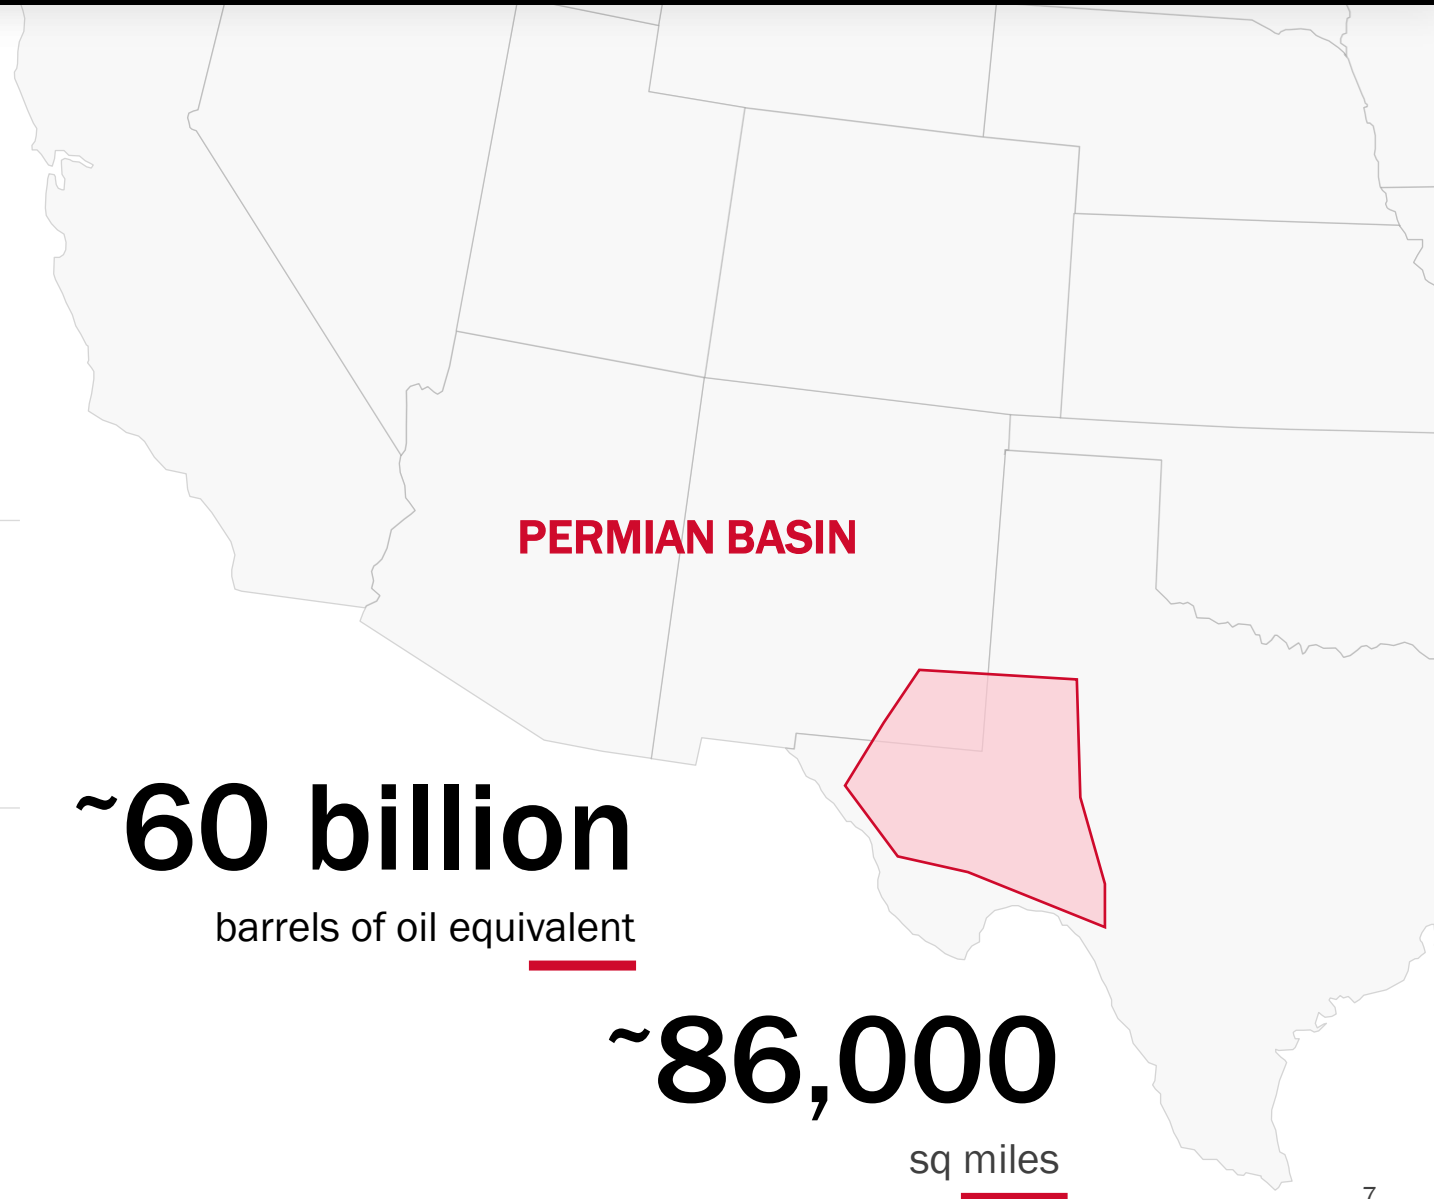 PERMIAN BASIN
~60 billion
barrels of oil equivalent
~86,000
sq miles
7